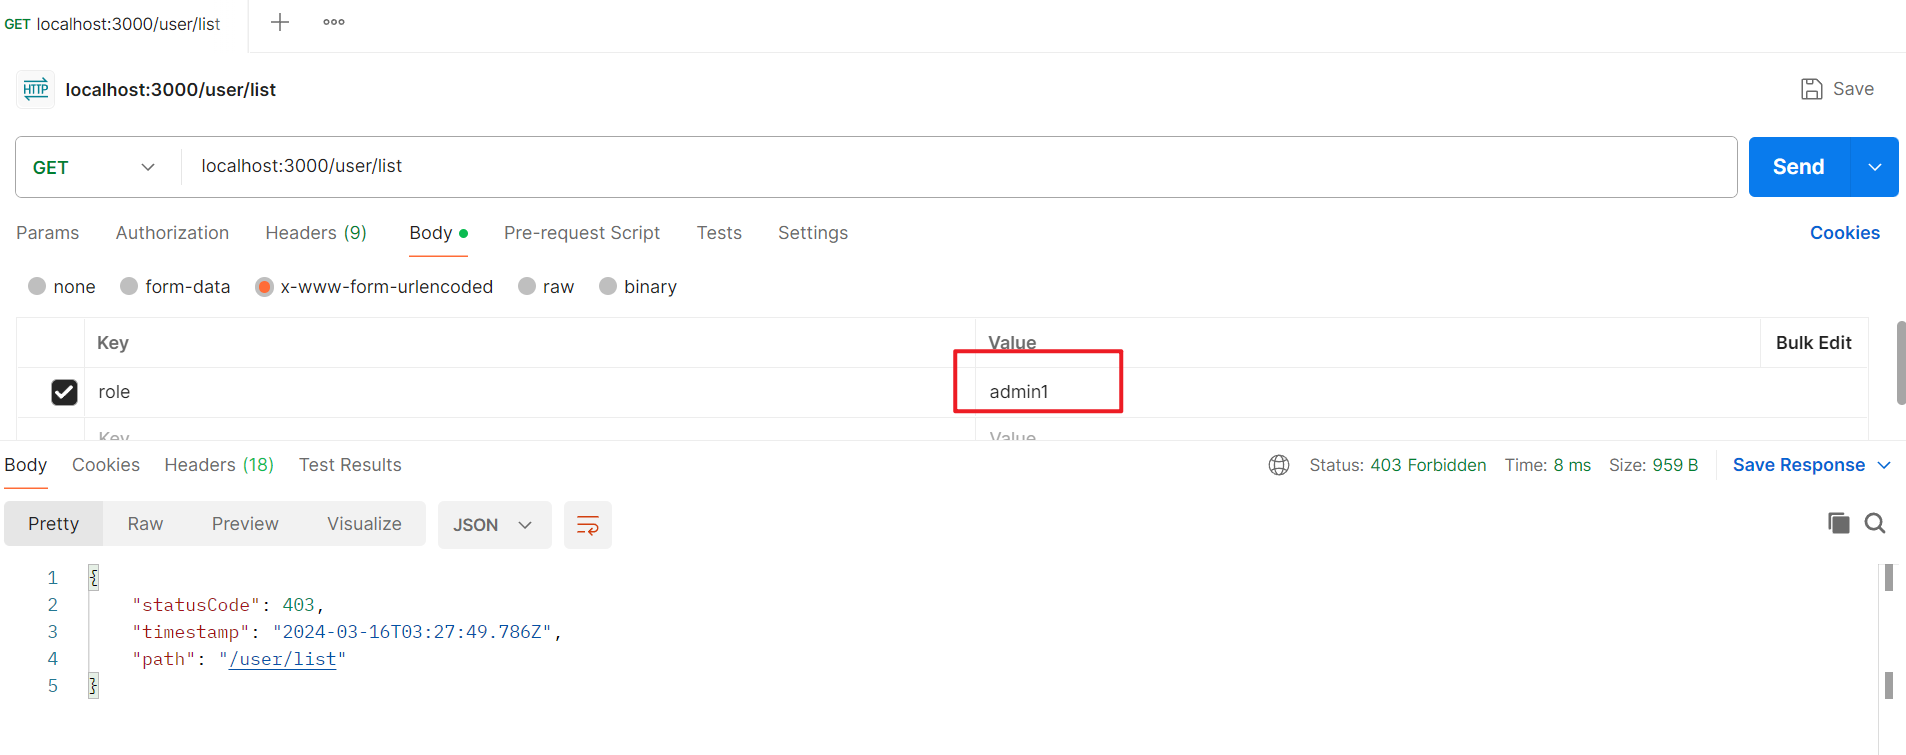 GET localhost:3000/user/list
HTTP localhost:3000/user/list
Save
GET localhost:3000/user/list
Send
Params Authorization Headers (9) Body Pre-request Script Tests Settings Cookies
none form-data x-www-form-urlencoded raw binary
Key Value Bulk Edit
role admin1
Key Value
Body Cookies Headers (18) Test Results Status: 403 Forbidden Time: 8 ms Size: 959 B Save Response
Pretty Raw Preview Visualize JSON
1 {
2 "statusCode": 403,
3 "timestamp": "2024-03-16T03:27:49.786Z",
4 "path": "/user/list"
5 }